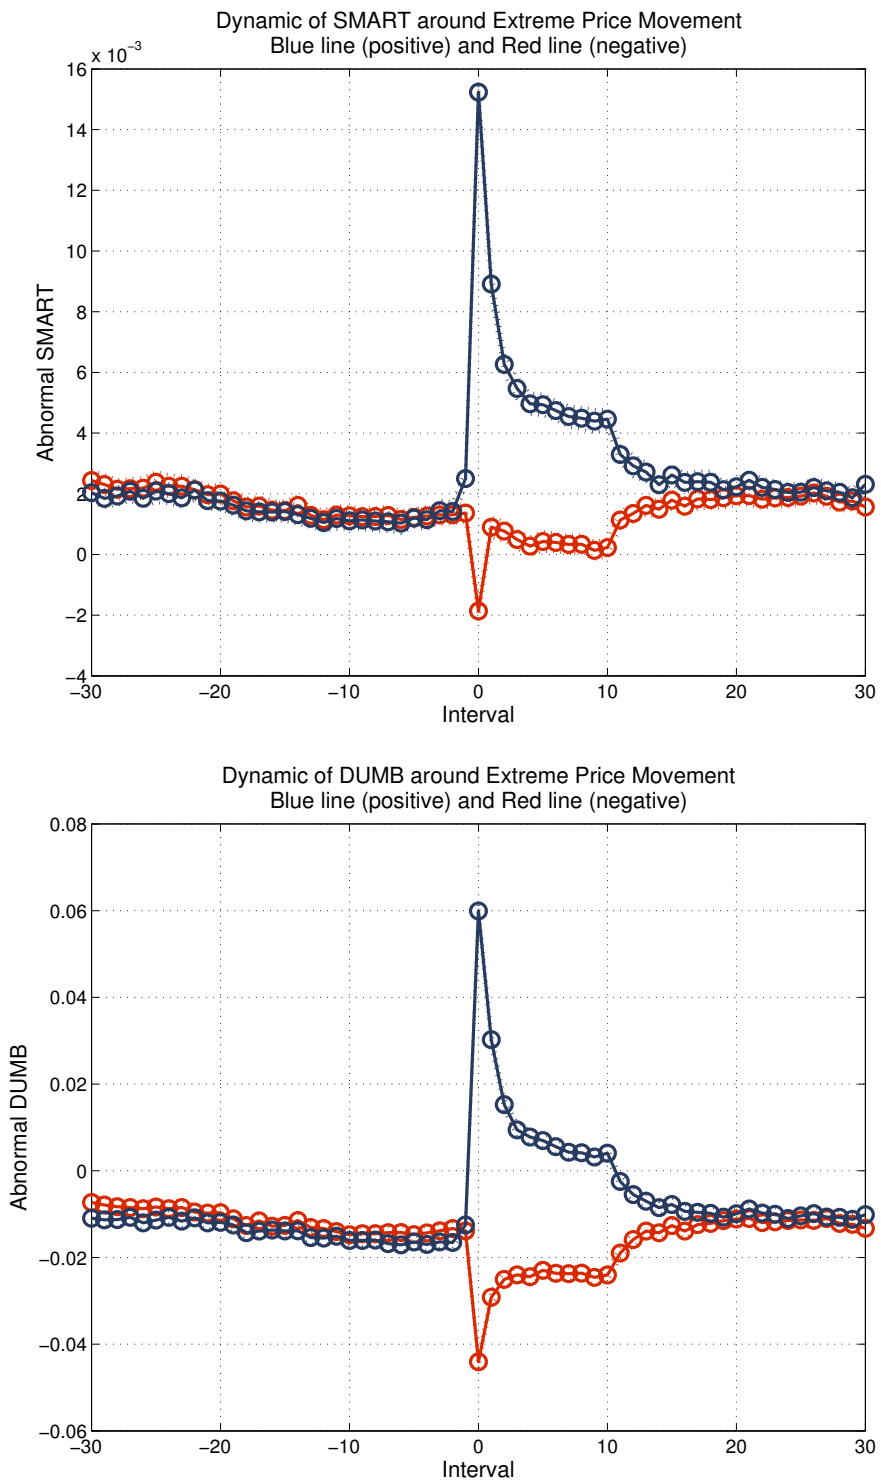 Dynamic of SMART around Extreme Price Movement
Blue line (positive) and Red line (negative)
x 10⁻³
16
14
12
10
8
6
4
2
0
−2
−4
Abnormal SMART
−30 −20 −10 0 10 20 30
Interval
Dynamic of DUMB around Extreme Price Movement
Blue line (positive) and Red line (negative)
0.08
0.06
0.04
0.02
0
−0.02
−0.04
−0.06
Abnormal DUMB
−30 −20 −10 0 10 20 30
Interval